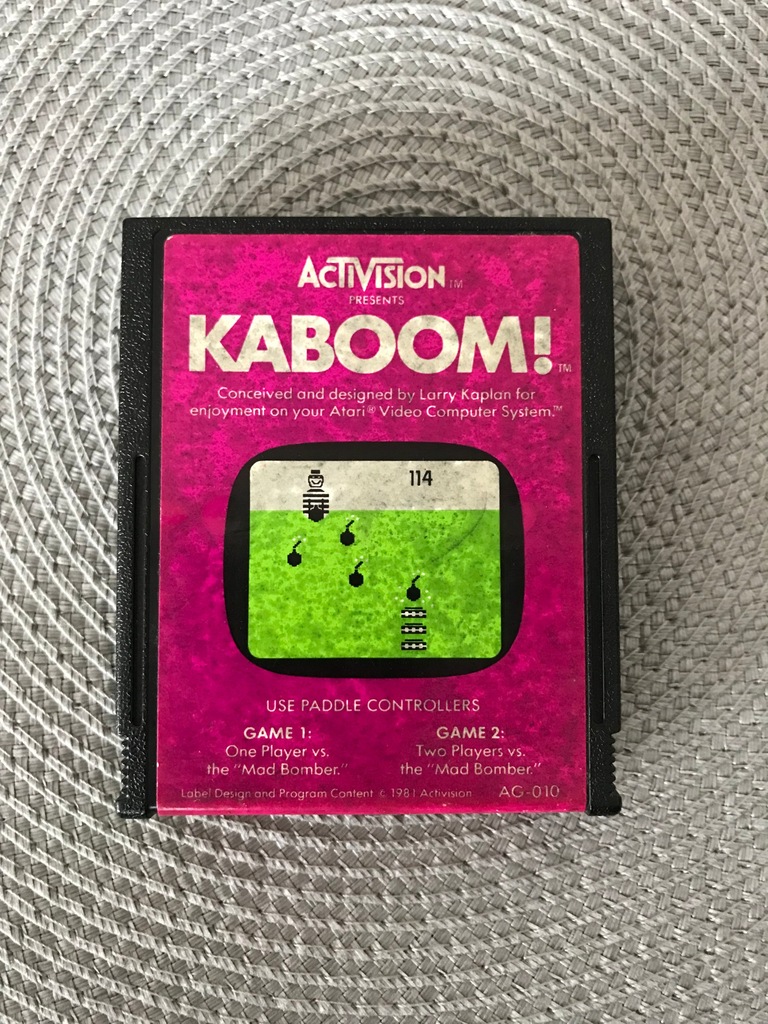 ACTIVISION™
PRESENTS
KABOOM!™
Conceived and designed by Larry Kaplan for
enjoyment on your Atari® Video Computer System.™
114
USE PADDLE CONTROLLERS
GAME 1:
One Player vs.
the "Mad Bomber."
GAME 2:
Two Players vs.
the "Mad Bomber."
Label Design and Program Content © 1981 Activision AG-010